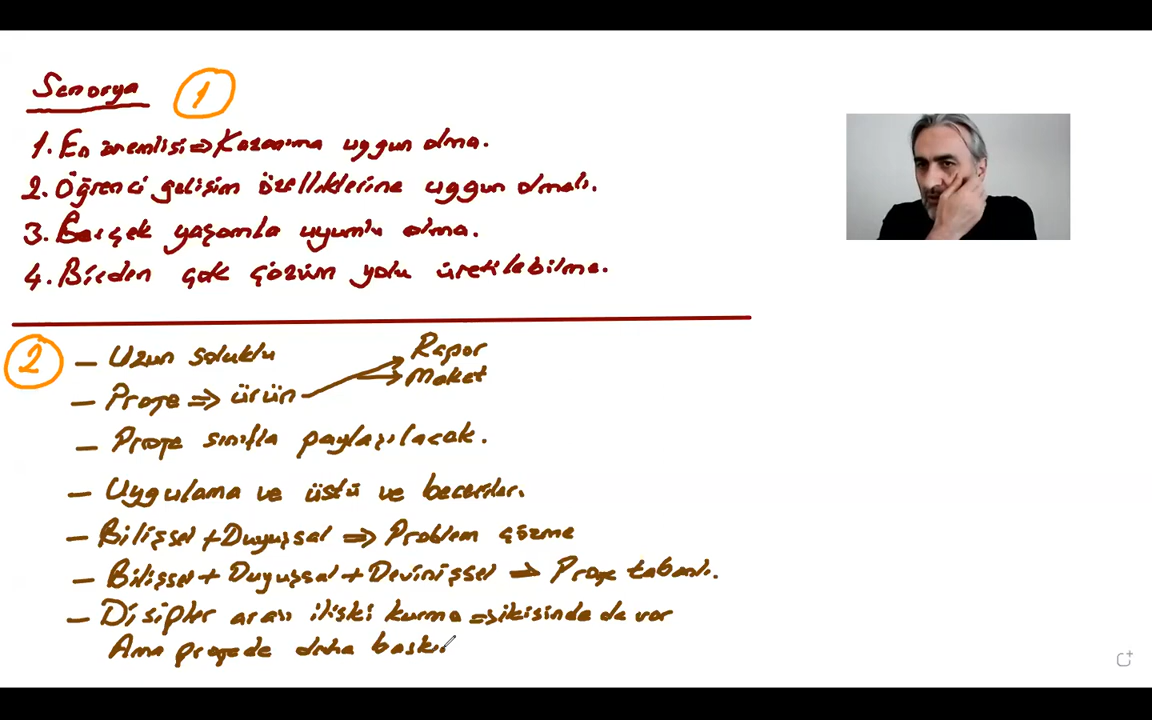 Senorya 1
1. En önemlisi => Kazanıma uygun olma.
2. Öğrenci gelişim özelliklerine uygun olmalı.
3. Gerçek yaşamla uyumlu olma.
4. Birden çok çözüm yolu üretilebilme.
2 — Uzun soluklu
Rapor
Maket
— Proje => ürün
— Proje sınıfla paylaşılacak.
— Uygulama ve üstü ve beceriler.
— Bilişsel + Duyuşsal => Problem çözme
— Bilişsel + Duyuşsal + Devinişsel → Proje tabanlı.
— Disipler arası ilişki kurma => ikisinde de var
Ama projede daha baskı